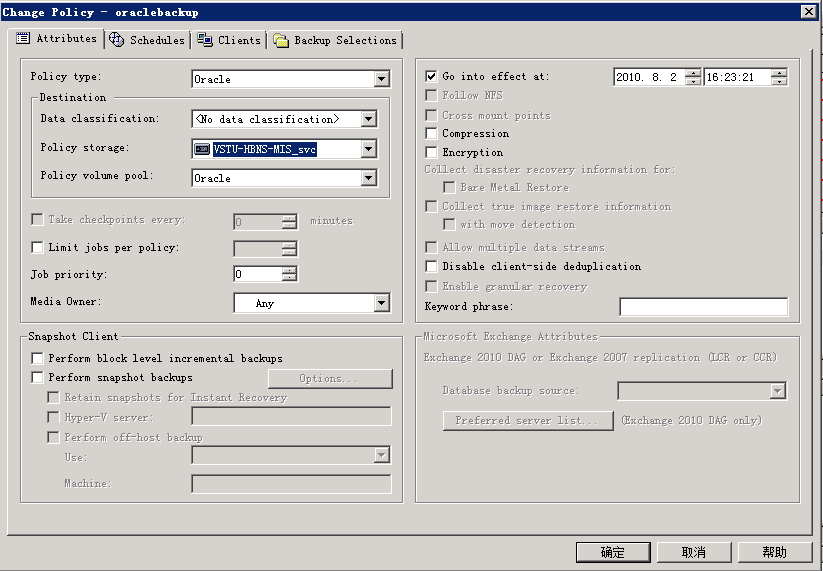 Change Policy - oraclebackup
Attributes Schedules Clients Backup Selections
Policy type: Oracle
Destination
Data classification: <No data classification>
Policy storage: VSTU-HBNS-MIS_svc
Policy volume pool: Oracle
Take checkpoints every: 0 minutes
Limit jobs per policy:
Job priority: 0
Media Owner: Any
Snapshot Client
Perform block level incremental backups
Perform snapshot backups Options...
Retain snapshots for Instant Recovery
Hyper-V server:
Perform off-host backup
Use:
Machine:
Go into effect at: 2010. 8. 2 16:23:21
Follow NFS
Cross mount points
Compression
Encryption
Collect disaster recovery information for:
Bare Metal Restore
Collect true image restore information
with move detection
Allow multiple data streams
Disable client-side deduplication
Enable granular recovery
Keyword phrase:
Microsoft Exchange Attributes
Exchange 2010 DAG or Exchange 2007 replication (LCR or CCR)
Database backup source:
Preferred server list... (Exchange 2010 DAG only)
确定 取消 帮助